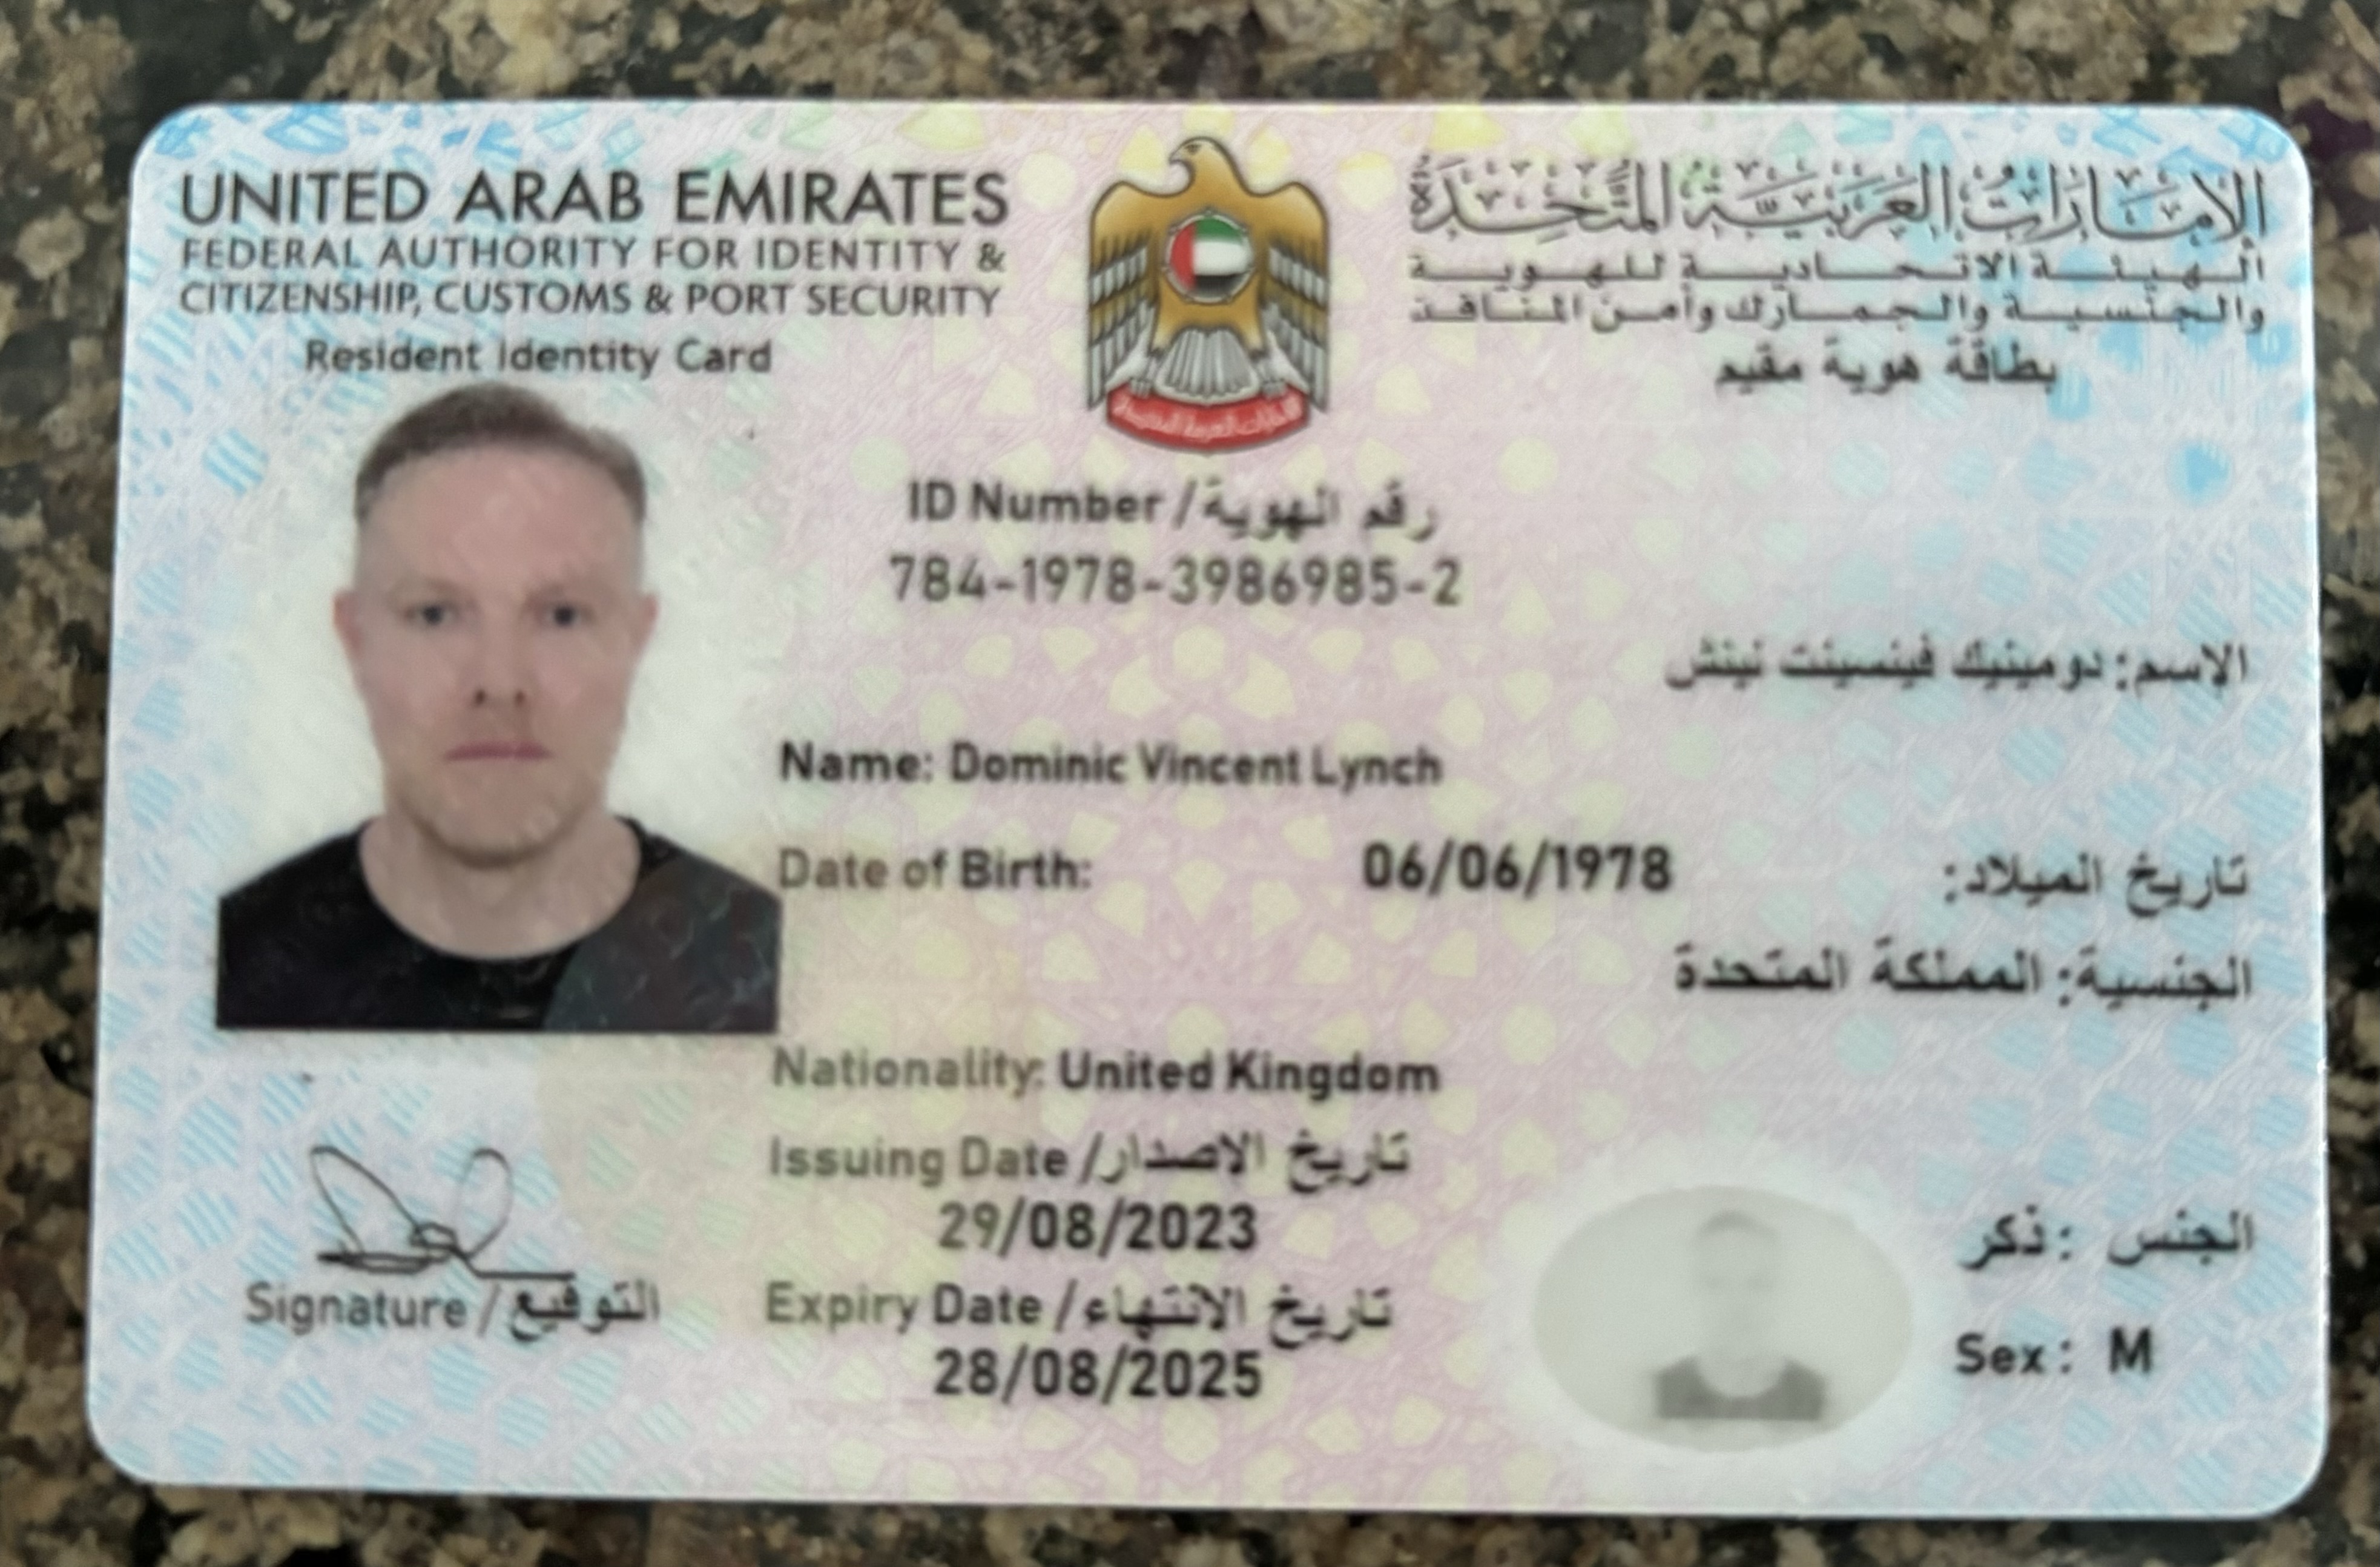 UNITED ARAB EMIRATES
FEDERAL AUTHORITY FOR IDENTITY &
CITIZENSHIP, CUSTOMS & PORT SECURITY
Resident Identity Card
الإمارات العربية المتحدة
الهيئة الاتحادية للهوية
والجنسية والجمارك وأمن المنافذ
بطاقة هوية مقيم
ID Number / رقم الهوية
784-1978-3986985-2
الاسم: دومينيك فينسينت نينش
Name: Dominic Vincent Lynch
Date of Birth: 06/06/1978 تاريخ الميلاد:
الجنسية: المملكة المتحدة
Nationality: United Kingdom
Issuing Date / تاريخ الاصدار
29/08/2023
Expiry Date / تاريخ الانتهاء
28/08/2025
الجنس : ذكر
Sex : M
Signature / التوقيع